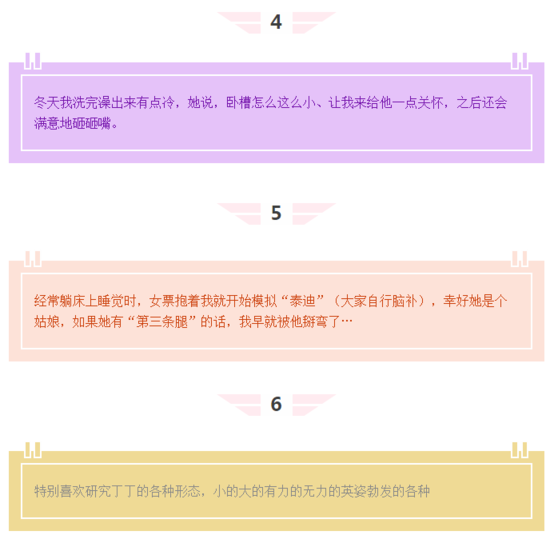 4
冬天我洗完澡出来有点冷，她说，卧槽怎么这么小、让我来给他一点关怀，之后还会
满意地砸砸嘴。
5
经常躺床上睡觉时，女票抱着我就开始模拟“泰迪”（大家自行脑补），幸好她是个
姑娘，如果她有“第三条腿”的话，我早就被他掰弯了…
6
特别喜欢研究丁丁的各种形态，小的大的有力的无力的英姿勃发的各种